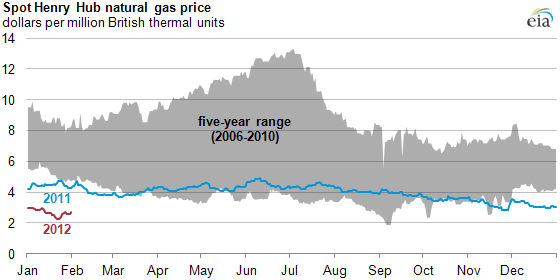 Spot Henry Hub natural gas price
dollars per million British thermal units
eia
14
12
10
8
6
4
2
0
five-year range
(2006-2010)
2011
2012
Jan Feb Mar Apr May Jun Jul Aug Sep Oct Nov Dec